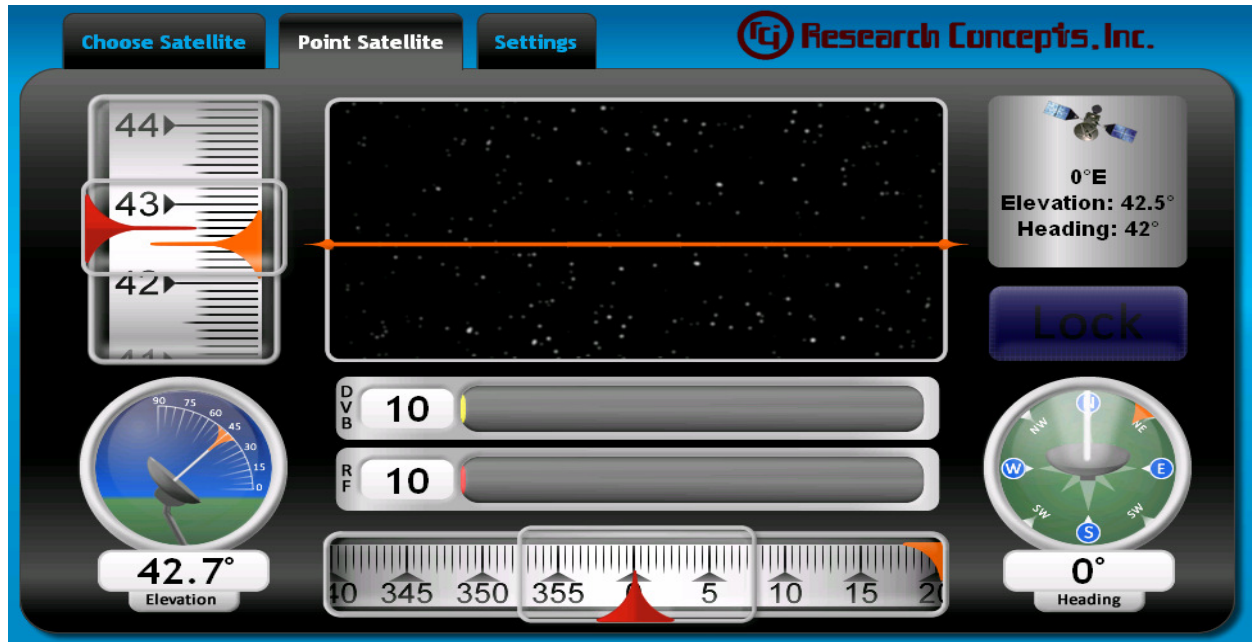 Choose Satellite
Point Satellite
Settings
rci Research Concepts, Inc.
44
43
42
0°E
Elevation: 42.5°
Heading: 42°
Lock
DVB
10
RF
10
90 75 60 45 30 15 0
42.7°
Elevation
345 350 355 0 5 10 15
N
NE
E
SW
S
SW
W
NW
0°
Heading